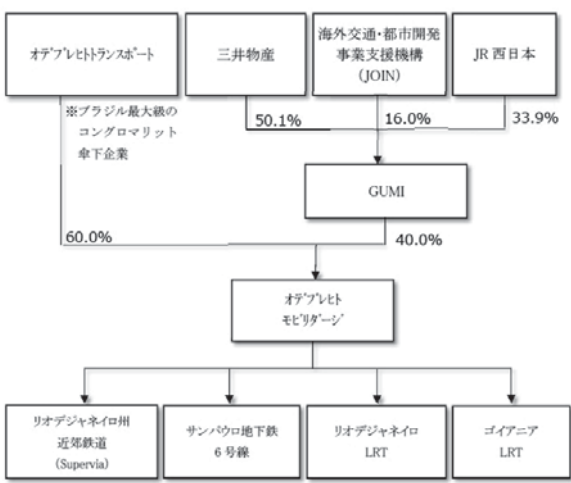 オデブレヒトトランスポート
三井物産
海外交通・都市開発
事業支援機構
(JOIN)
JR西日本
※ブラジル最大級の
コングロマリット
傘下企業
50.1%
16.0%
33.9%
GUMI
60.0%
40.0%
オデブレヒト
モビリダージ
リオデジャネイロ州
近郊鉄道
(Supervia)
サンパウロ地下鉄
6号線
リオデジャネイロ
LRT
ゴイアニア
LRT